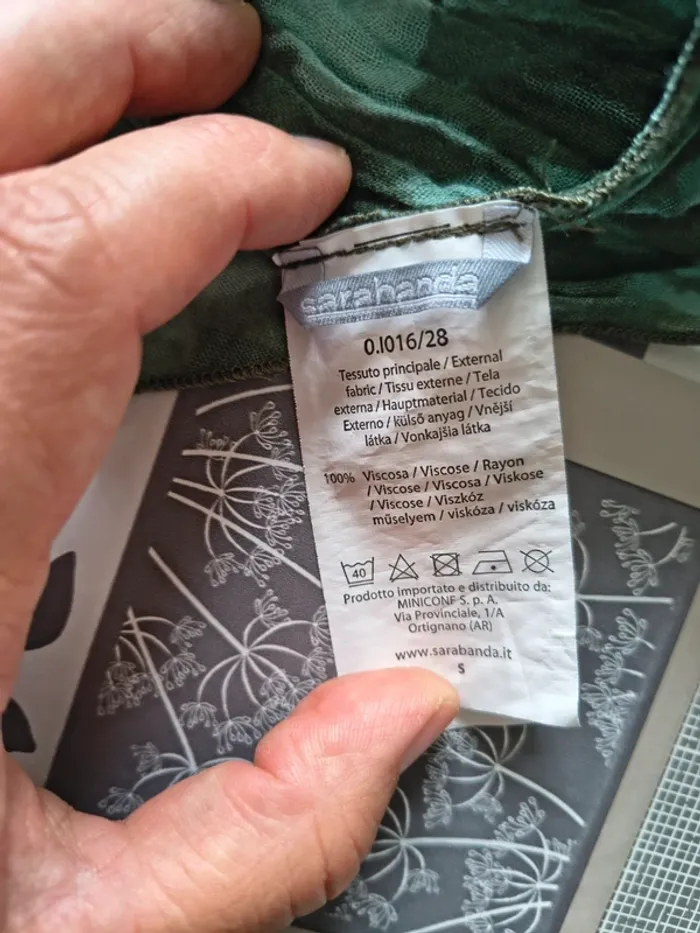 sarabanda
0.I016/28
Tessuto principale / External
fabric / Tissu externe / Tela
externa / Hauptmaterial / Tecido
Externo / külső anyag / Vnější
látka / Vonkajšia látka
100% Viscosa / Viscose / Rayon
/ Viscose / Viscosa / Viskose
/ Viscose / Viszkóz
műselyem / viskóza / viskóza
40
Prodotto importato e distribuito da:
MINICONF S. p. A.
Via Provinciale, 1/A
Ortignano (AR)
www.sarabanda.it
S